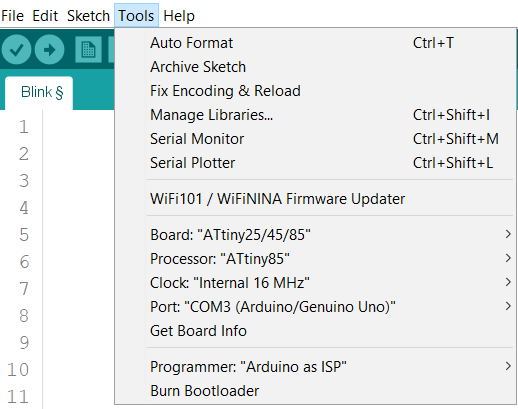 File Edit Sketch Tools Help
Auto Format Ctrl+T
Archive Sketch
Fix Encoding & Reload
Manage Libraries... Ctrl+Shift+I
Serial Monitor Ctrl+Shift+M
Serial Plotter Ctrl+Shift+L
WiFi101 / WiFiNINA Firmware Updater
Board: "ATtiny25/45/85"
Processor: "ATtiny85"
Clock: "Internal 16 MHz"
Port: "COM3 (Arduino/Genuino Uno)"
Get Board Info
Programmer: "Arduino as ISP"
Burn Bootloader
Blink §
1
2
3
4
5
6
7
8
9
10
11